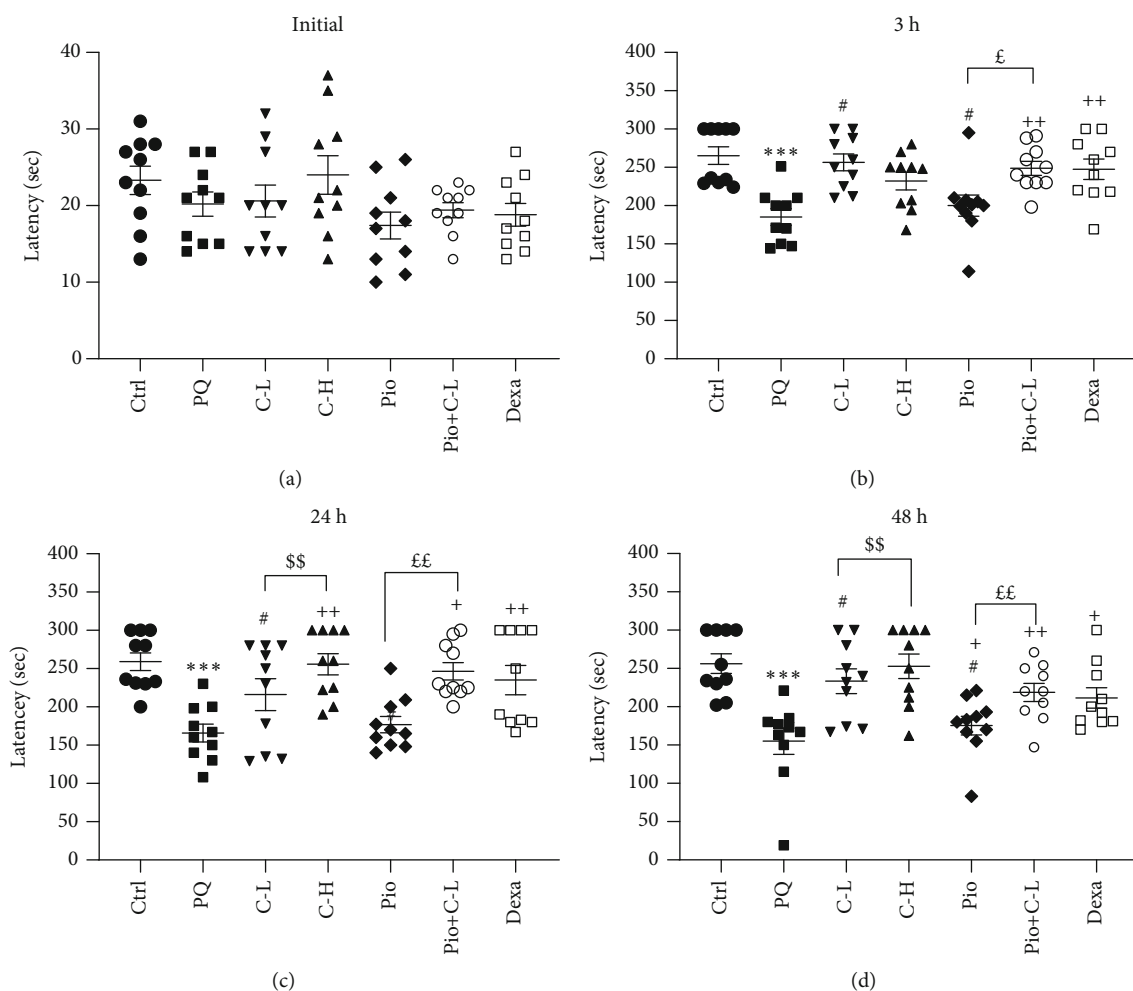 Initial
Latency (sec)
40
30
20
10
0
Ctrl
PQ
C-L
C-H
Pio
Pio+C-L
Dexa
(a)
3 h
Latency (sec)
400
350
300
250
200
150
100
50
0
***
#
#
£
++
++
Ctrl
PQ
C-L
C-H
Pio
Pio+C-L
Dexa
(b)
24 h
Latencey (sec)
400
350
300
250
200
150
100
50
0
***
#
$$
++
££
+
++
Ctrl
PQ
C-L
C-H
Pio
Pio+C-L
Dexa
(c)
48 h
Latency (sec)
400
350
300
250
200
150
100
50
0
***
#
$$
+
#
££
++
+
Ctrl
PQ
C-L
C-H
Pio
Pio+C-L
Dexa
(d)